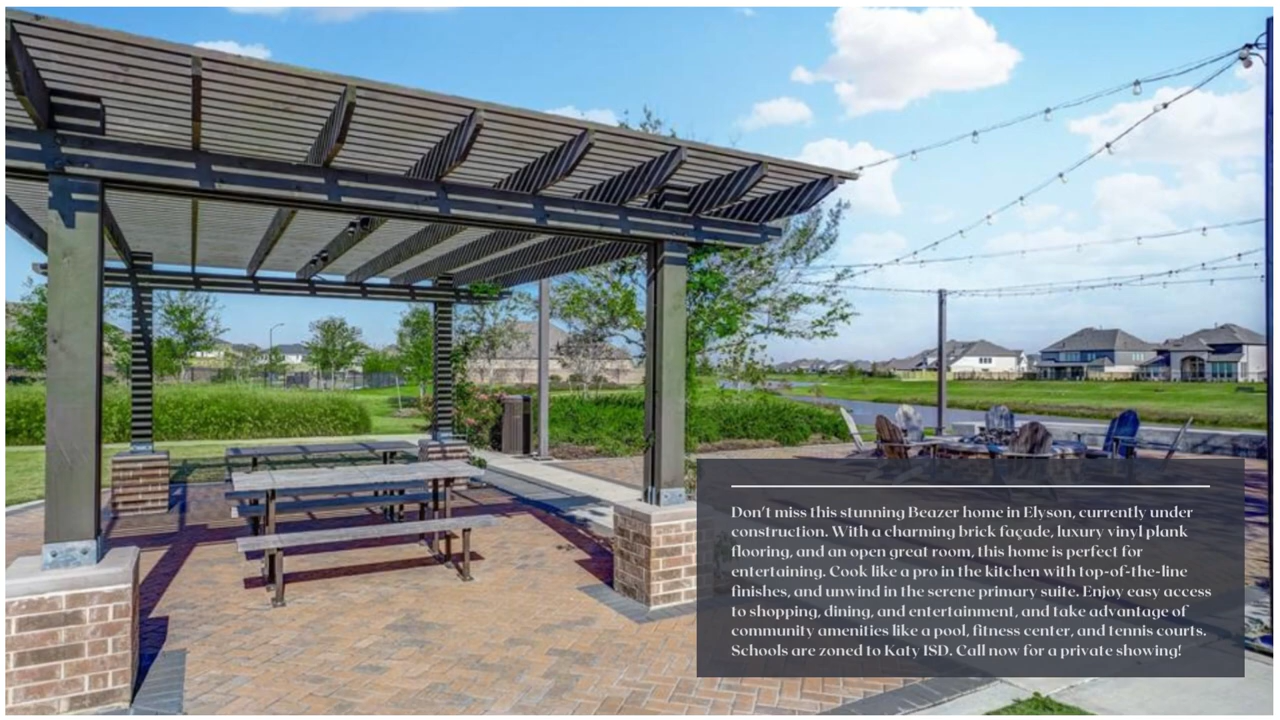 Don't miss this stunning Beazer home in Elyson, currently under
construction. With a charming brick façade, luxury vinyl plank
flooring, and an open great room, this home is perfect for
entertaining. Cook like a pro in the kitchen with top-of-the-line
finishes, and unwind in the serene primary suite. Enjoy easy access
to shopping, dining, and entertainment, and take advantage of
community amenities like a pool, fitness center, and tennis courts.
Schools are zoned to Katy ISD. Call now for a private showing!